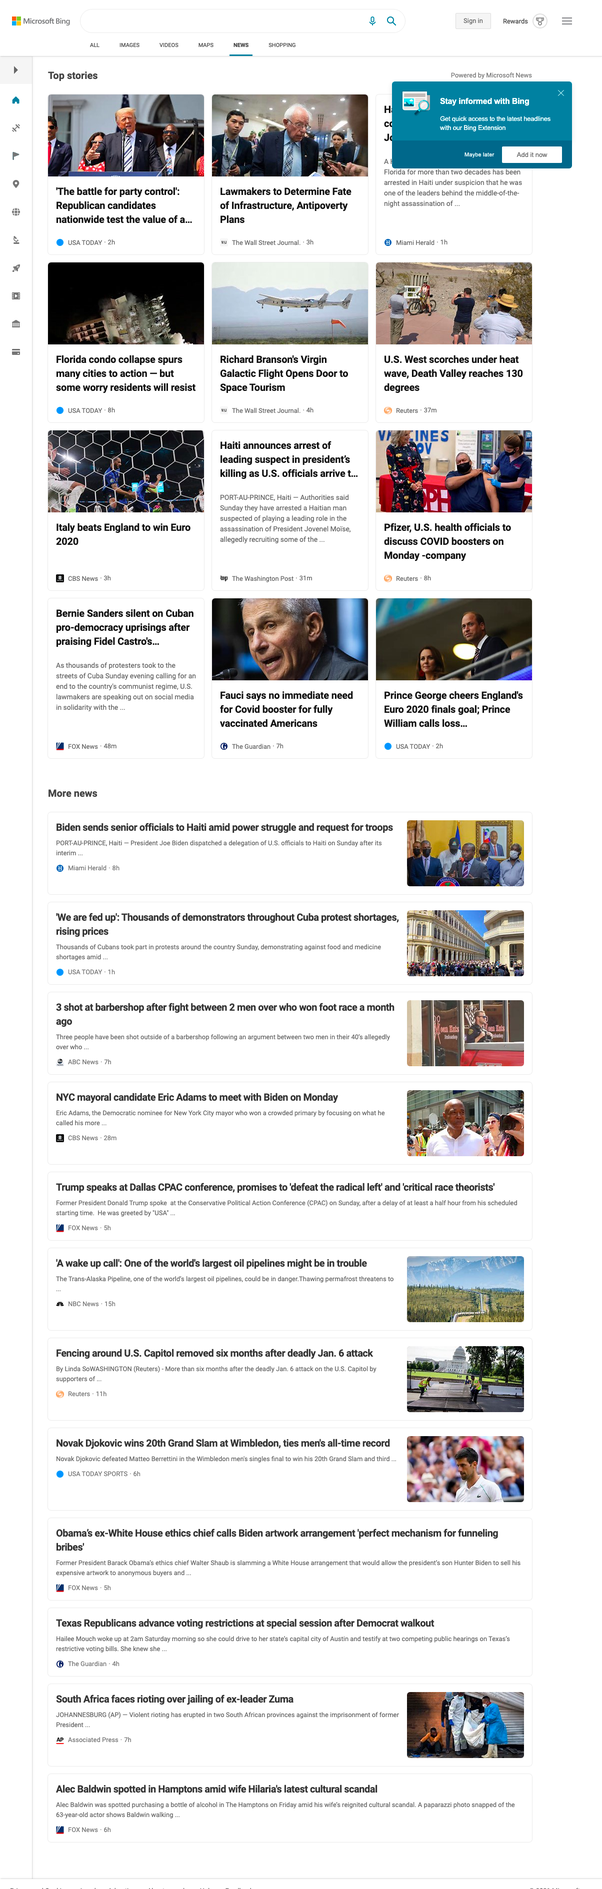 Microsoft Bing
Sign in
Rewards
ALL
IMAGES
VIDEOS
MAPS
NEWS
SHOPPING
Top stories
Powered by Microsoft News
Stay informed with Bing
Get quick access to the latest headlines
with our Bing Extension
Maybe later
Add it now
'The battle for party control':
Republican candidates
nationwide test the value of a...
USA TODAY · 2h
Lawmakers to Determine Fate
of Infrastructure, Antipoverty
Plans
The Wall Street Journal. · 3h
Florida for more than two decades has been
arrested in Haiti under suspicion that he was
one of the leaders behind the middle-of-the-
night assassination of ...
Miami Herald · 1h
Florida condo collapse spurs
many cities to action — but
some worry residents will resist
USA TODAY · 8h
Richard Branson's Virgin
Galactic Flight Opens Door to
Space Tourism
The Wall Street Journal. · 4h
U.S. West scorches under heat
wave, Death Valley reaches 130
degrees
Reuters · 37m
Italy beats England to win Euro
2020
CBS News · 3h
Haiti announces arrest of
leading suspect in president's
killing as U.S. officials arrive t...
PORT-AU-PRINCE, Haiti — Authorities said
Sunday they have arrested a Haitian man
suspected of playing a leading role in the
assassination of President Jovenel Moïse,
allegedly recruiting some of the ...
The Washington Post · 31m
Pfizer, U.S. health officials to
discuss COVID boosters on
Monday -company
Reuters · 8h
Bernie Sanders silent on Cuban
pro-democracy uprisings after
praising Fidel Castro's...
As thousands of protesters took to the
streets of Cuba Sunday evening calling for an
end to the country's communist regime, U.S.
lawmakers are speaking out on social media
in solidarity with the ...
FOX News · 48m
Fauci says no immediate need
for Covid booster for fully
vaccinated Americans
The Guardian · 7h
Prince George cheers England's
Euro 2020 finals goal; Prince
William calls loss...
USA TODAY · 2h
More news
Biden sends senior officials to Haiti amid power struggle and request for troops
PORT-AU-PRINCE, Haiti — President Joe Biden dispatched a delegation of U.S. officials to Haiti on Sunday after its
interim ...
Miami Herald · 8h
'We are fed up': Thousands of demonstrators throughout Cuba protest shortages,
rising prices
Thousands of Cubans took part in protests around the country Sunday, demonstrating against food and medicine
shortages amid ...
USA TODAY · 1h
3 shot at barbershop after fight between 2 men over who won foot race a month
ago
Three people have been shot outside of a barbershop following an argument between two men in their 40's allegedly
over who ...
ABC News · 7h
NYC mayoral candidate Eric Adams to meet with Biden on Monday
Eric Adams, the Democratic nominee for New York City mayor who won a crowded primary by focusing on what he
called his more ...
CBS News · 28m
Trump speaks at Dallas CPAC conference, promises to 'defeat the radical left' and 'critical race theorists'
Former President Donald Trump spoke at the Conservative Political Action Conference (CPAC) on Sunday, after a delay of at least a half hour from his scheduled
starting time. He was greeted by "USA" ...
FOX News · 5h
'A wake up call': One of the world's largest oil pipelines might be in trouble
The Trans-Alaska Pipeline, one of the world's largest oil pipelines, could be in danger.Thawing permafrost threatens to
...
NBC News · 15h
Fencing around U.S. Capitol removed six months after deadly Jan. 6 attack
By Linda SoWASHINGTON (Reuters) - More than six months after the deadly Jan. 6 attack on the U.S. Capitol by
supporters of ...
Reuters · 11h
Novak Djokovic wins 20th Grand Slam at Wimbledon, ties men's all-time record
Novak Djokovic defeated Matteo Berrettini in the Wimbledon men's singles final to win his 20th Grand Slam and third ...
USA TODAY SPORTS · 6h
Obama's ex-White House ethics chief calls Biden artwork arrangement 'perfect mechanism for funneling
bribes'
Former President Barack Obama's ethics chief Walter Shaub is slamming a White House arrangement that would allow the president's son Hunter Biden to sell his
expensive artwork to anonymous buyers and ...
FOX News · 5h
Texas Republicans advance voting restrictions at special session after Democrat walkout
Hailee Mouch woke up at 2am Saturday morning so she could drive to her state's capital city of Austin and testify at two competing public hearings on Texas's
restrictive voting bills. She knew she ...
The Guardian · 4h
South Africa faces rioting over jailing of ex-leader Zuma
JOHANNESBURG (AP) — Violent rioting has erupted in two South African provinces against the imprisonment of former
President ...
Associated Press · 7h
Alec Baldwin spotted in Hamptons amid wife Hilaria's latest cultural scandal
Alec Baldwin was spotted purchasing a bottle of alcohol in The Hamptons on Friday amid his wife's reignited cultural scandal. A paparazzi photo snapped of the
63-year-old actor shows Baldwin walking ...
FOX News · 6h